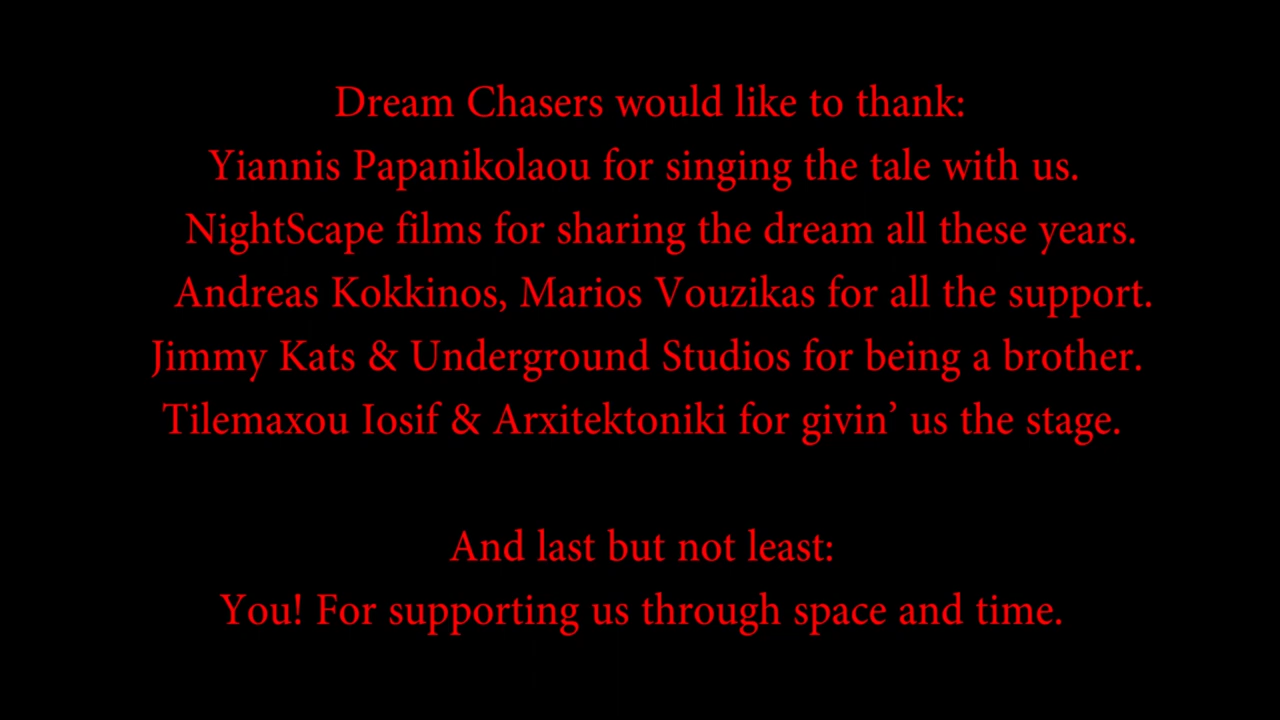 Dream Chasers would like to thank:
Yiannis Papanikolaou for singing the tale with us.
NightScape films for sharing the dream all these years.
Andreas Kokkinos, Marios Vouzikas for all the support.
Jimmy Kats & Underground Studios for being a brother.
Tilemaxou Iosif & Arxitektoniki for givin’ us the stage.
And last but not least:
You! For supporting us through space and time.